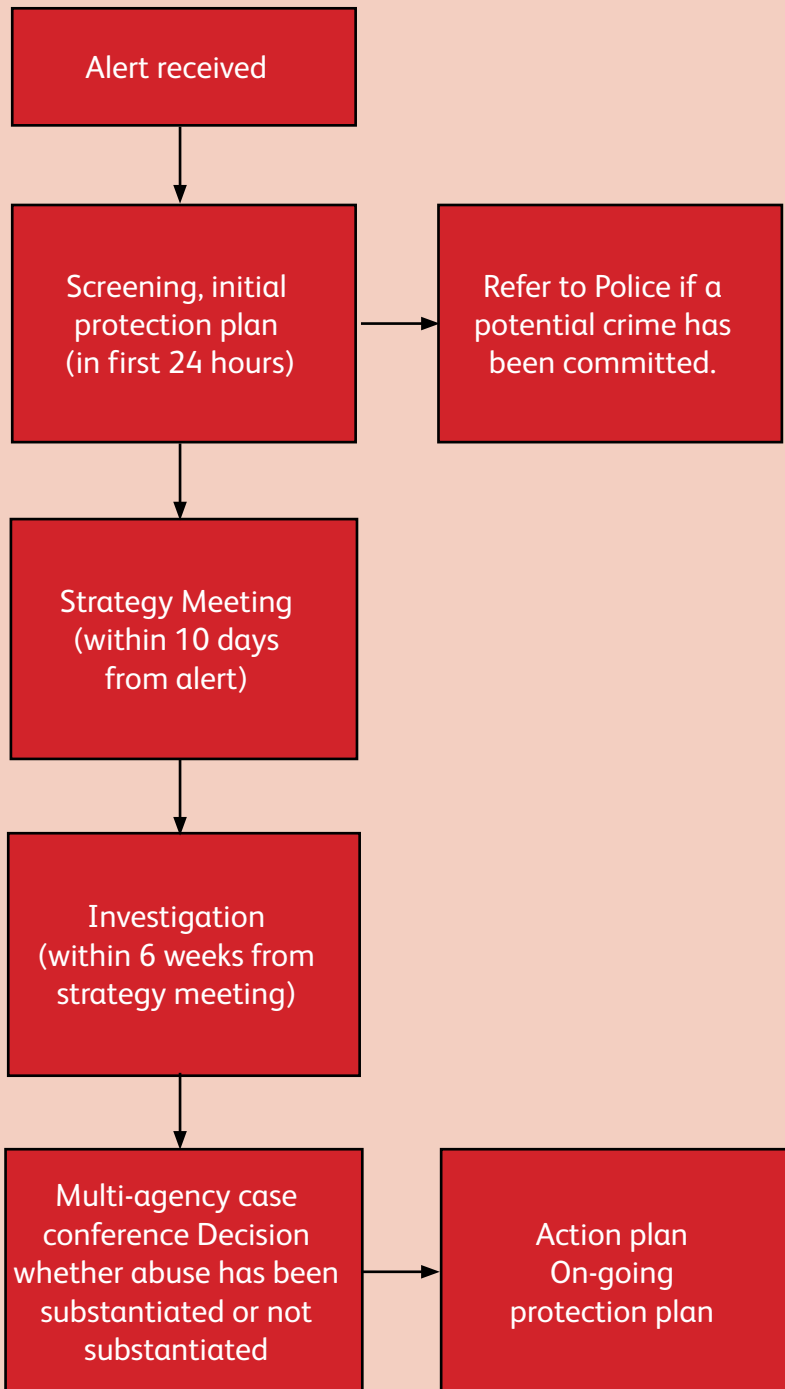 Alert received
Screening, initial
protection plan
(in first 24 hours)
Refer to Police if a
potential crime has
been committed.
Strategy Meeting
(within 10 days
from alert)
Investigation
(within 6 weeks from
strategy meeting)
Multi-agency case
conference Decision
whether abuse has been
substantiated or not
substantiated
Action plan
On-going
protection plan